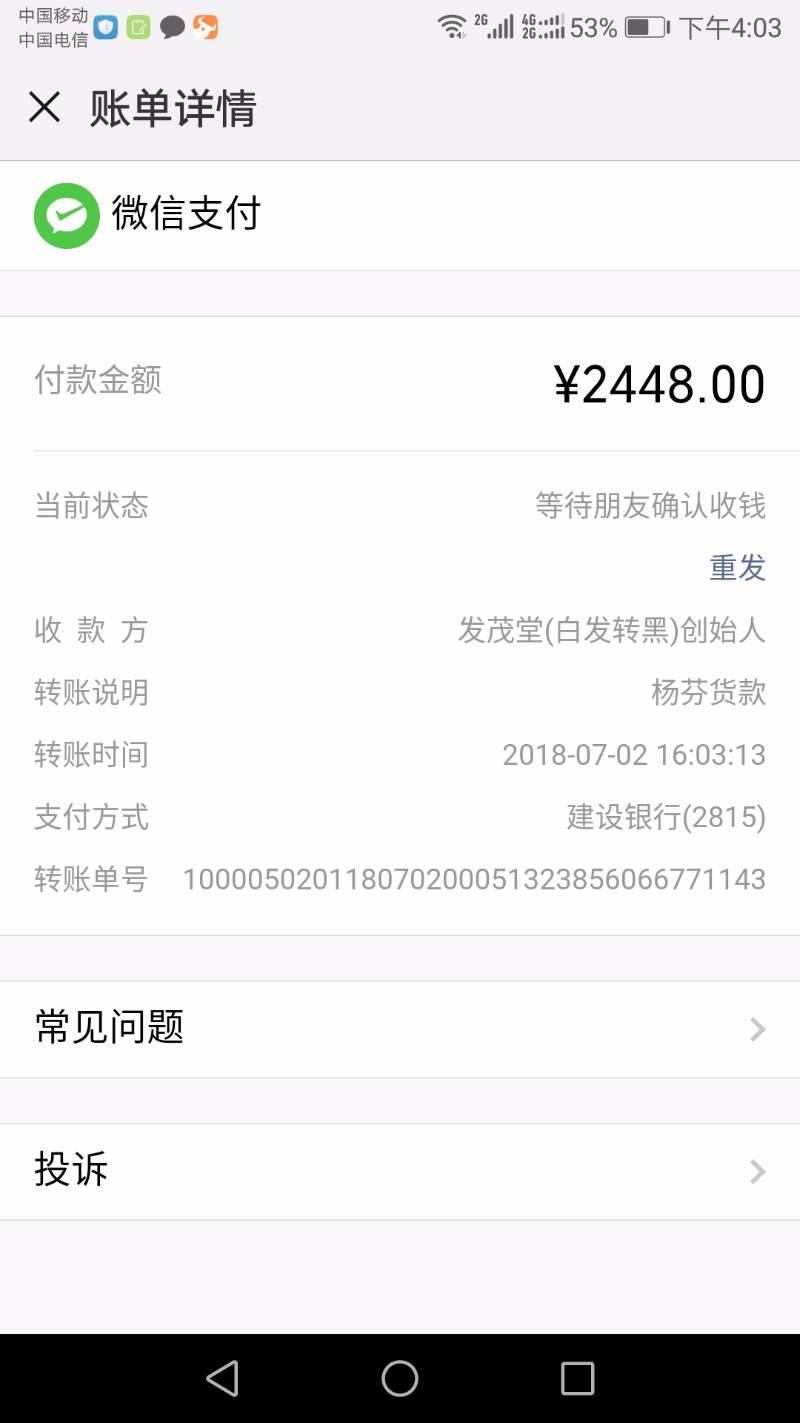 中国移动
中国电信
2G 4G 2G 53% 下午4:03
账单详情
微信支付
付款金额 ¥2448.00
当前状态 等待朋友确认收钱
重发
收款方 发茂堂(白发转黑)创始人
转账说明 杨芬货款
转账时间 2018-07-02 16:03:13
支付方式 建设银行(2815)
转账单号 1000050201180702000513238560667711​43
常见问题
投诉